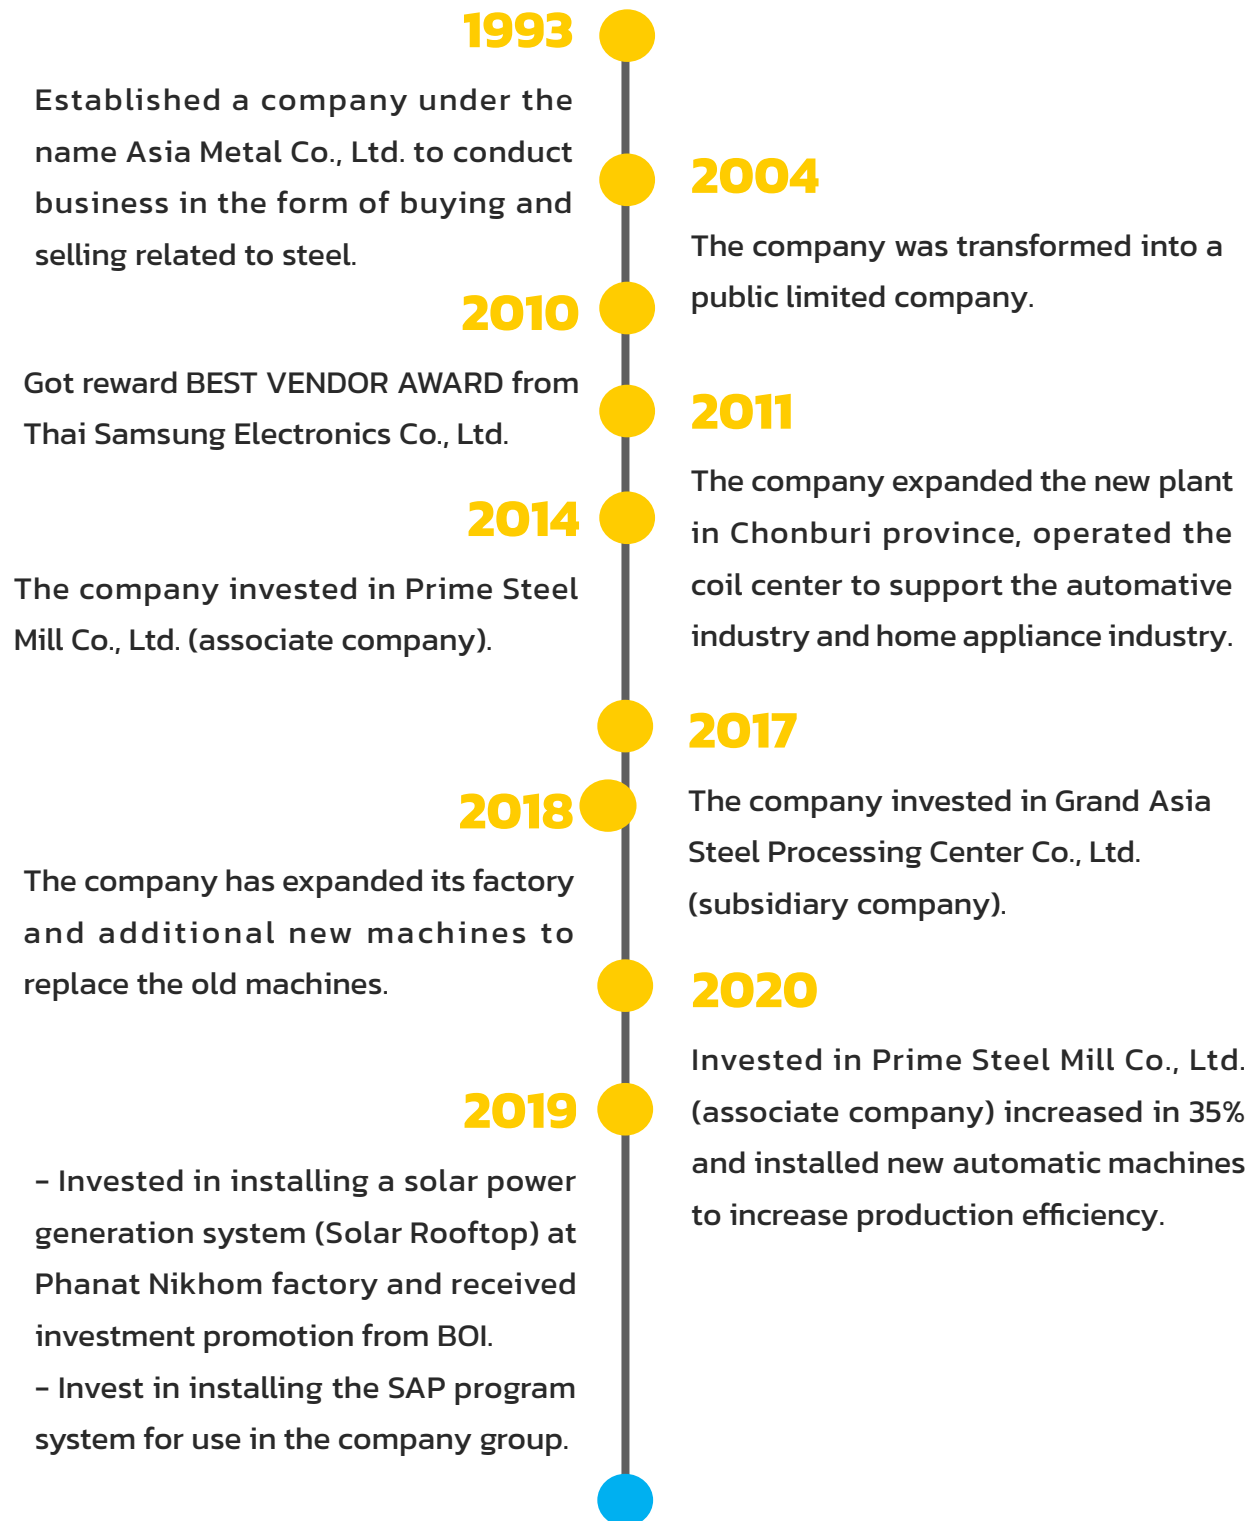 1993
Established a company under the
name Asia Metal Co., Ltd. to conduct
business in the form of buying and
selling related to steel.
2004
The company was transformed into a
public limited company.
2010
Got reward BEST VENDOR AWARD from
Thai Samsung Electronics Co., Ltd.
2011
The company expanded the new plant
in Chonburi province, operated the
coil center to support the automative
industry and home appliance industry.
2014
The company invested in Prime Steel
Mill Co., Ltd. (associate company).
2017
The company invested in Grand Asia
Steel Processing Center Co., Ltd.
(subsidiary company).
2018
The company has expanded its factory
and additional new machines to
replace the old machines.
2020
Invested in Prime Steel Mill Co., Ltd.
(associate company) increased in 35%
and installed new automatic machines
to increase production efficiency.
2019
- Invested in installing a solar power
generation system (Solar Rooftop) at
Phanat Nikhom factory and received
investment promotion from BOI.
- Invest in installing the SAP program
system for use in the company group.